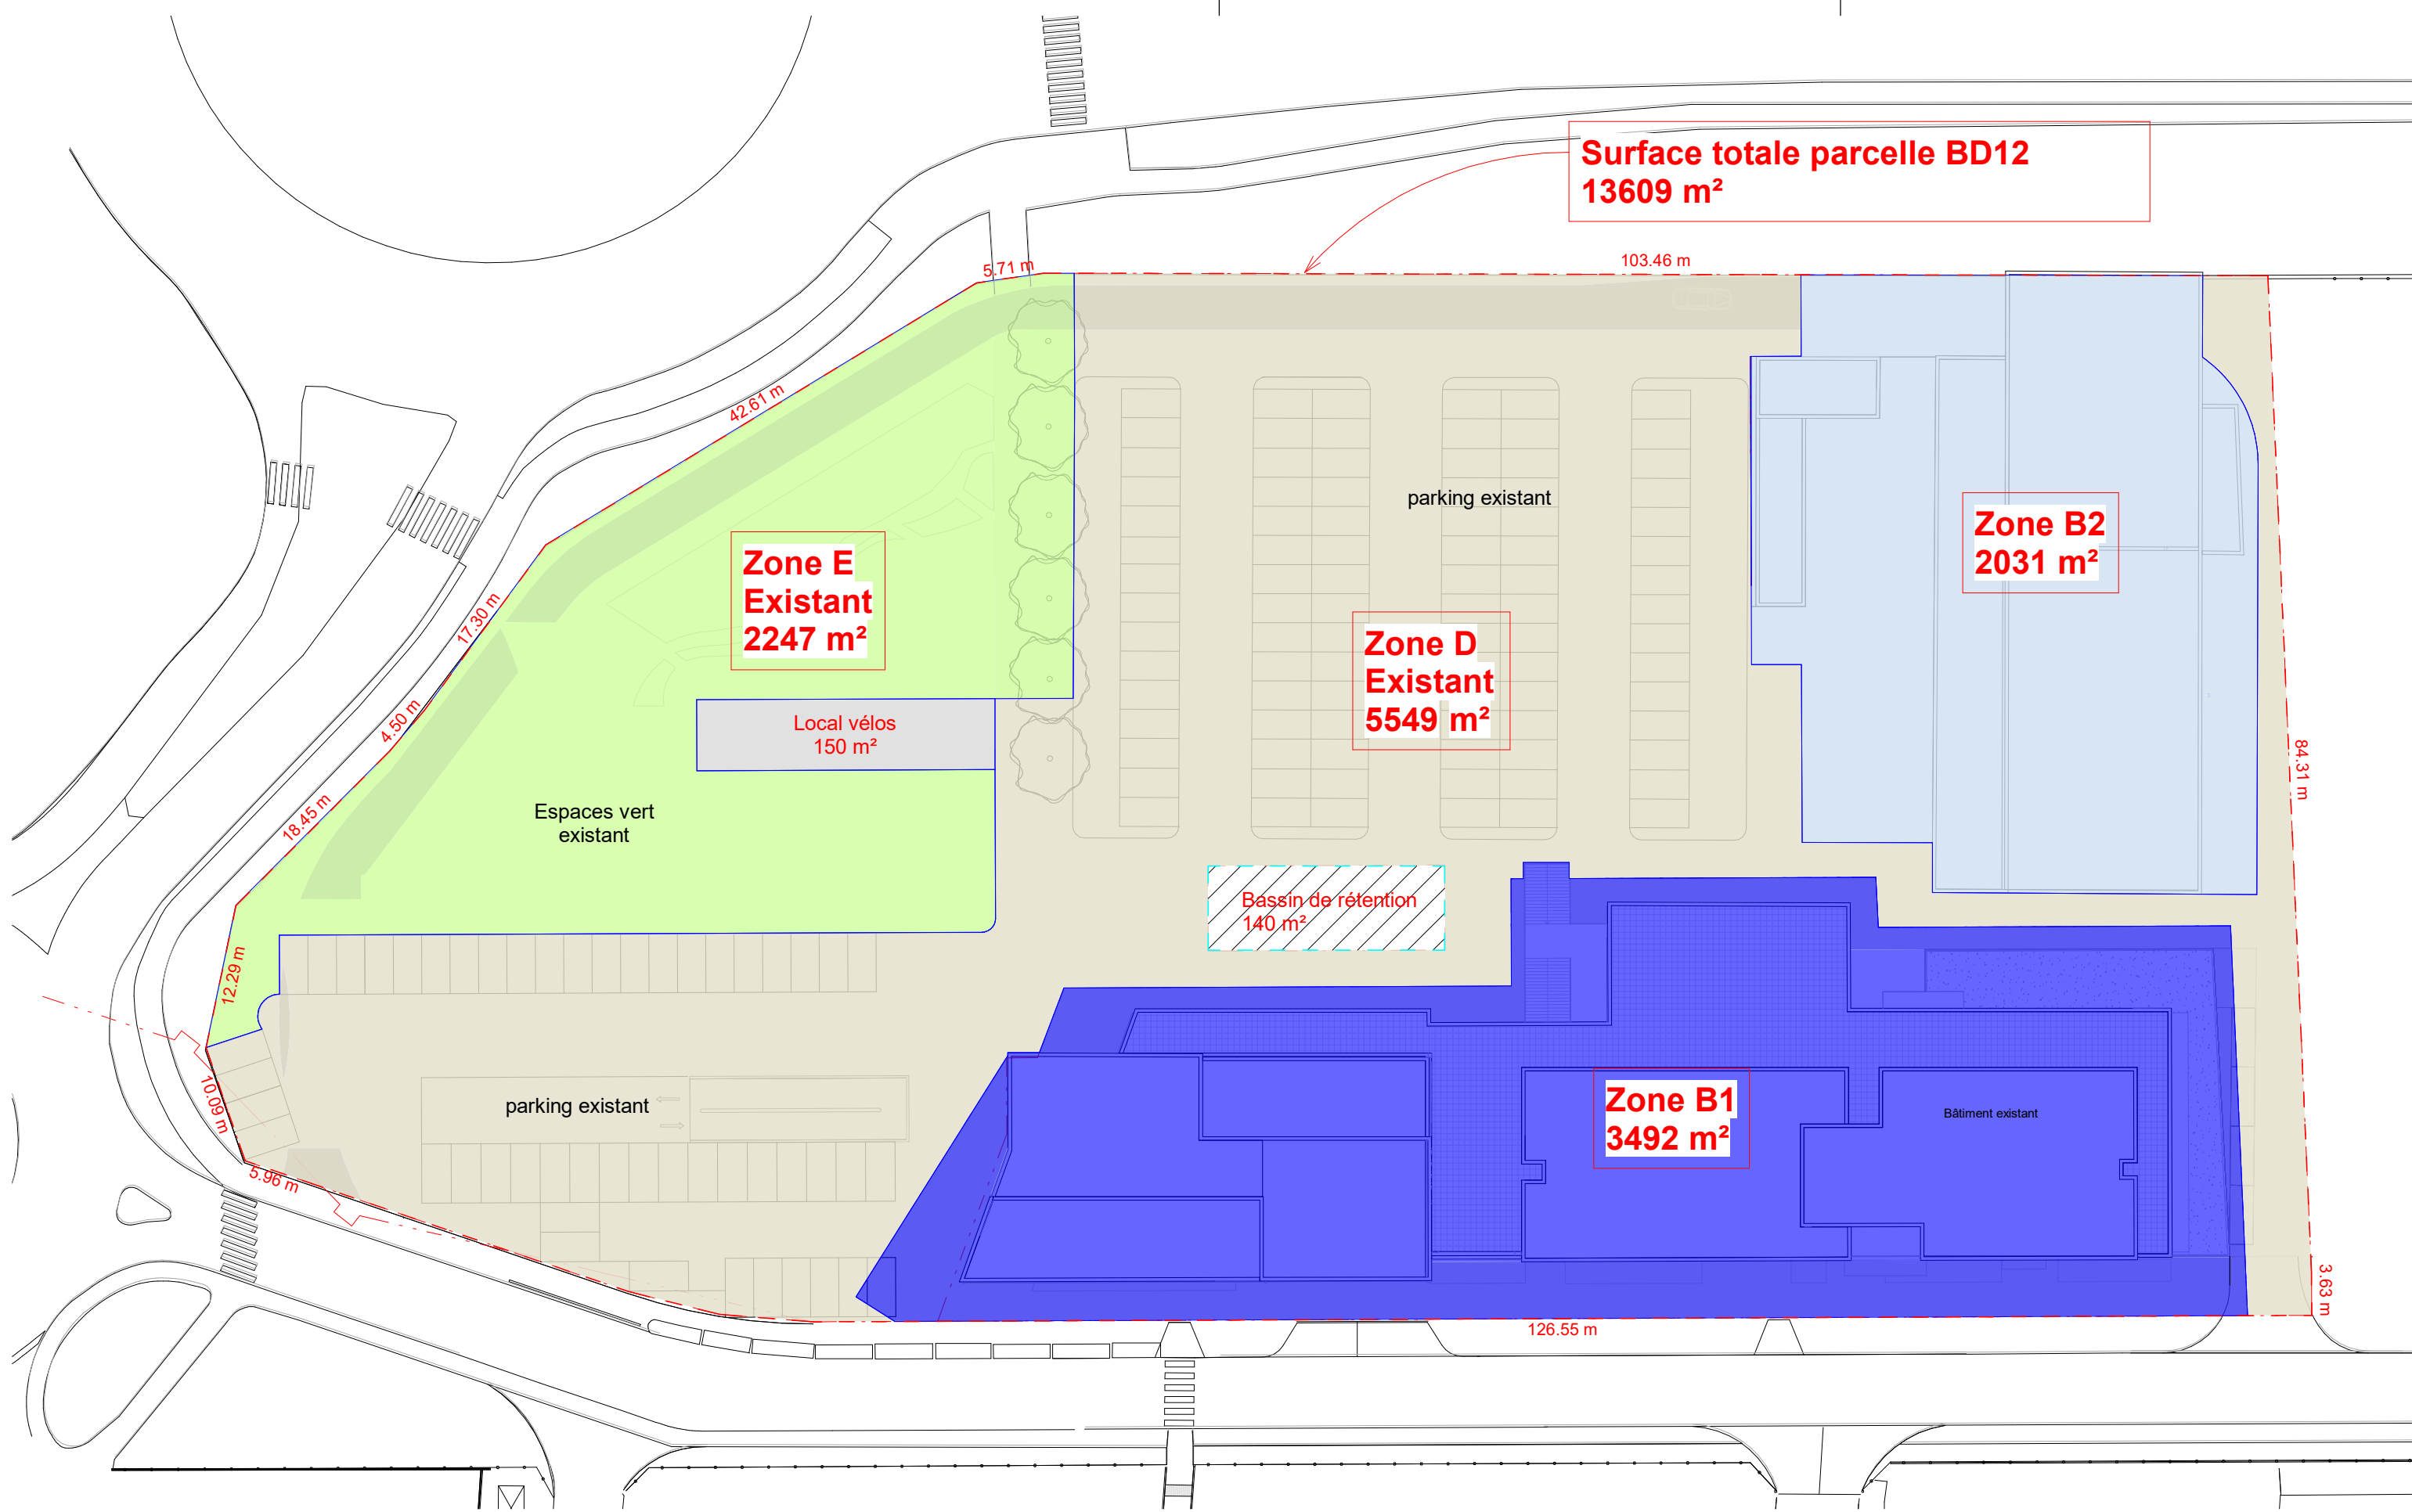 Surface totale parcelle BD12
13609 m²
5.71 m
103.46 m
42.61 m
parking existant
Zone B2
2031 m²
Zone E
Existant
2247 m²
17.30 m
Zone D
Existant
5549 m²
4.50 m
Local vélos
150 m²
84.31 m
18.45 m
Espaces vert
existant
Bassin de rétention
140 m²
12.29 m
10.09 m
parking existant
Zone B1
3492 m²
Bâtiment existant
5.96 m
3.63 m
126.55 m